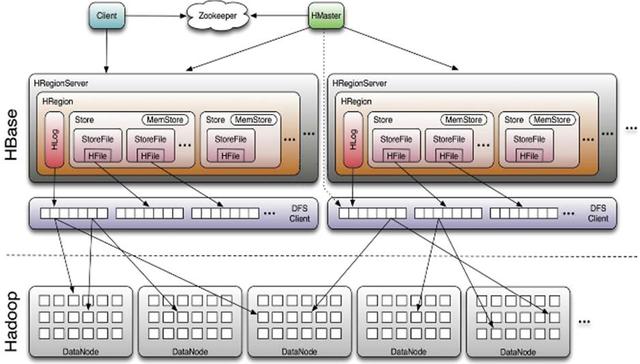 Client
Zookeeper
HMaster
HBase
HRegionServer
HRegion
HLog
Store
MemStore
StoreFile
HFile
StoreFile
HFile
...
Store
MemStore
StoreFile
HFile
...
...
HRegionServer
HRegion
HLog
Store
MemStore
StoreFile
HFile
StoreFile
HFile
...
Store
MemStore
StoreFile
HFile
...
...
...
...
DFS
Client
...
DFS
Client
Hadoop
DataNode
DataNode
DataNode
DataNode
DataNode
...